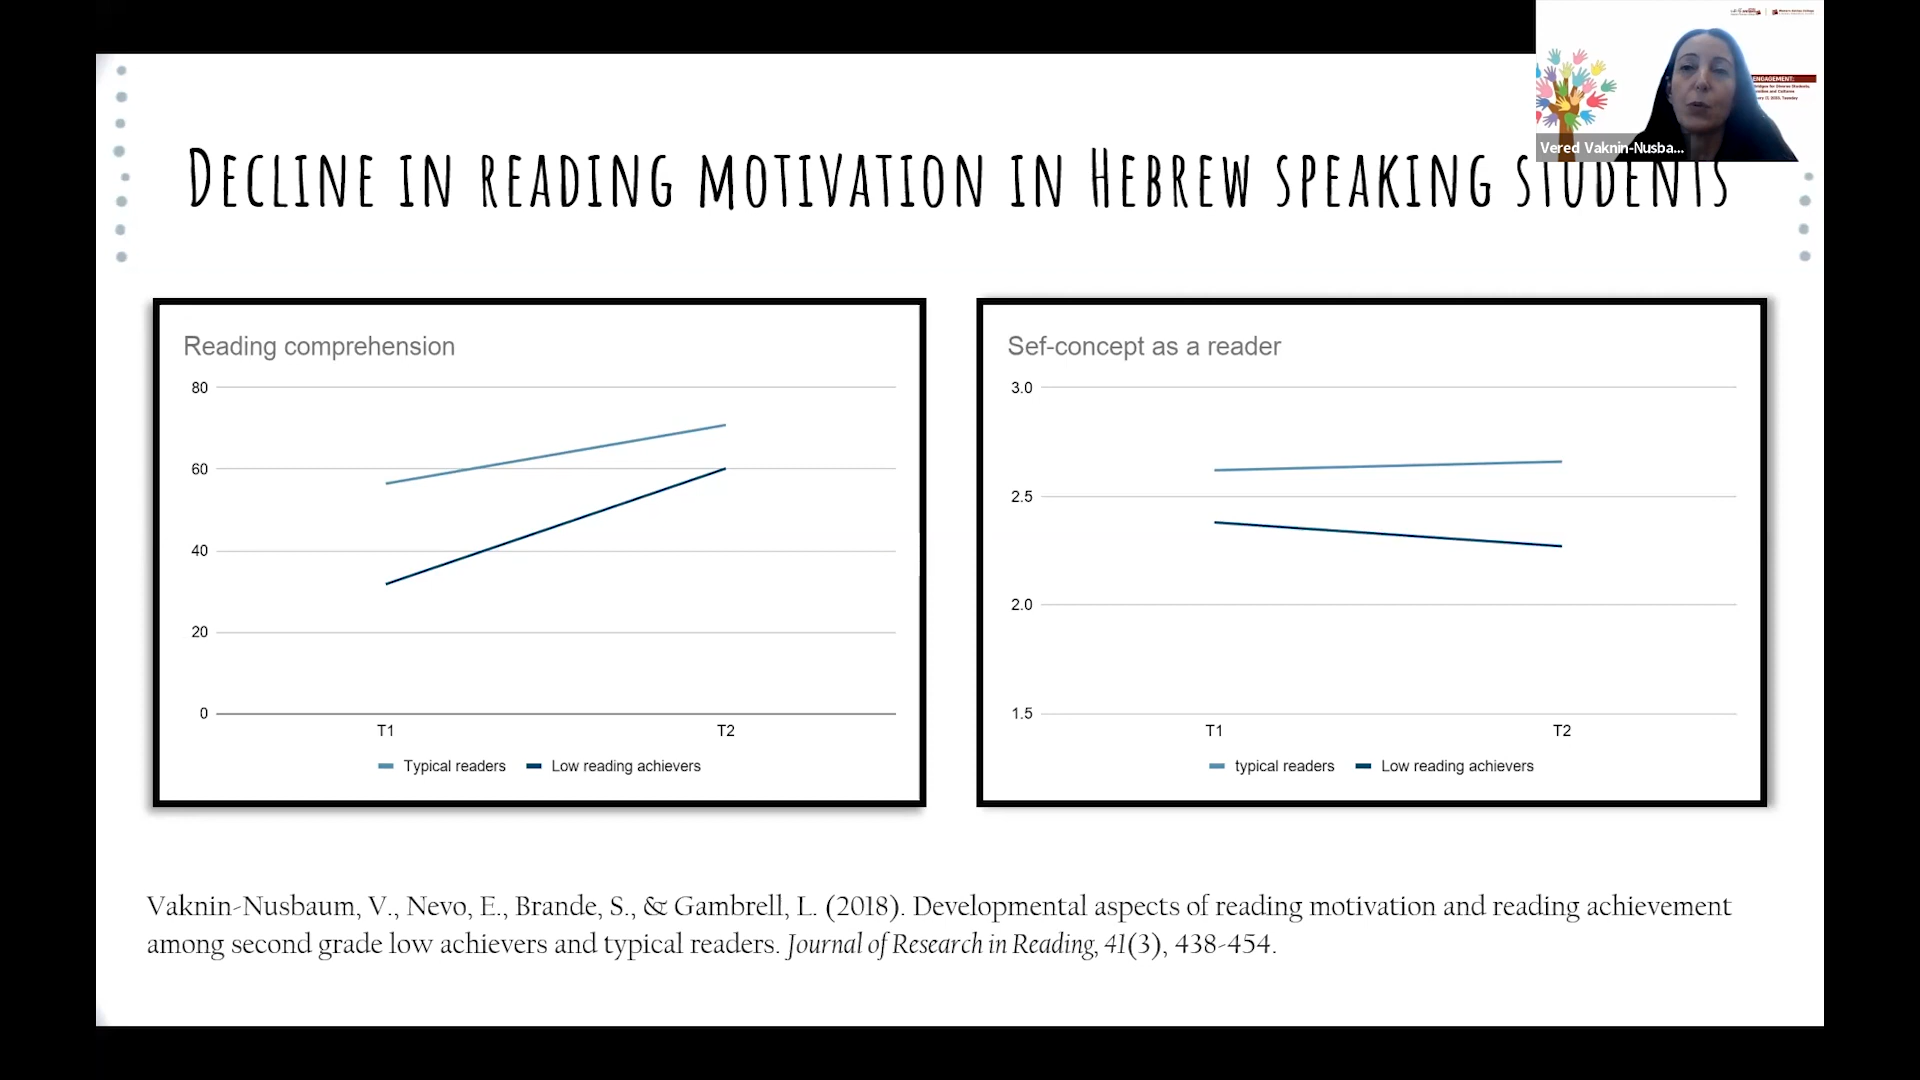 ENGAGEMENT:
Vered Vaknin-Nusba...
DECLINE IN READING MOTIVATION IN HEBREW SPEAKING STUDENTS
Reading comprehension
80
60
40
20
0
T1 T2
Typical readers Low reading achievers
Sef-concept as a reader
3.0
2.5
2.0
1.5
T1 T2
typical readers Low reading achievers
Vaknin-Nusbaum, V., Nevo, E., Brande, S., & Gambrell, L. (2018). Developmental aspects of reading motivation and reading achievement
among second grade low achievers and typical readers. Journal of Research in Reading, 41(3), 438-454.